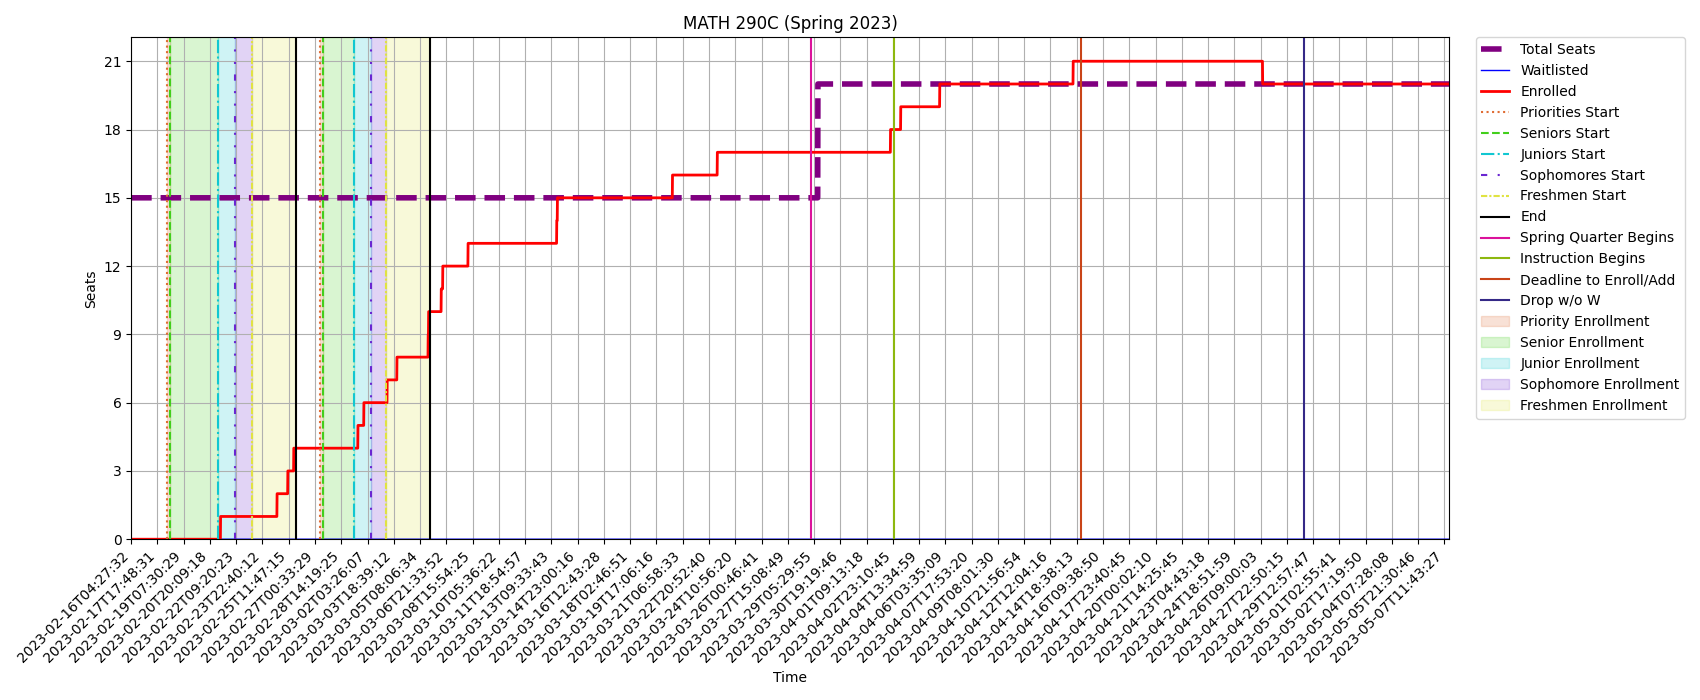 MATH 290C (Spring 2023)
Seats
21
18
15
12
9
6
3
0
2023-02-16T04:27:32
2023-02-17T17:48:31
2023-02-19T07:30:29
2023-02-20T20:09:18
2023-02-22T09:20:23
2023-02-23T22:40:12
2023-02-25T11:47:15
2023-02-27T00:33:29
2023-02-28T14:19:25
2023-03-02T03:26:07
2023-03-03T18:39:12
2023-03-05T08:06:34
2023-03-06T21:33:52
2023-03-08T15:54:25
2023-03-10T05:36:22
2023-03-11T18:54:57
2023-03-13T09:33:43
2023-03-14T23:00:16
2023-03-16T12:43:28
2023-03-18T02:46:51
2023-03-19T17:06:16
2023-03-21T06:58:33
2023-03-22T20:52:40
2023-03-24T10:56:20
2023-03-26T00:46:41
2023-03-27T15:08:49
2023-03-29T05:29:55
2023-03-30T19:19:46
2023-04-01T09:13:18
2023-04-02T23:10:45
2023-04-04T13:34:59
2023-04-06T03:35:09
2023-04-07T17:53:20
2023-04-09T08:01:30
2023-04-10T21:56:54
2023-04-12T12:04:16
2023-04-14T18:38:13
2023-04-16T09:38:50
2023-04-17T23:40:45
2023-04-20T00:02:10
2023-04-21T14:25:45
2023-04-23T04:43:18
2023-04-24T18:51:59
2023-04-26T09:00:03
2023-04-27T22:50:15
2023-04-29T12:57:47
2023-05-01T02:55:41
2023-05-02T17:19:50
2023-05-04T07:28:08
2023-05-05T21:30:46
2023-05-07T11:43:27
Time
Total Seats
Waitlisted
Enrolled
Priorities Start
Seniors Start
Juniors Start
Sophomores Start
Freshmen Start
End
Spring Quarter Begins
Instruction Begins
Deadline to Enroll/Add
Drop w/o W
Priority Enrollment
Senior Enrollment
Junior Enrollment
Sophomore Enrollment
Freshmen Enrollment